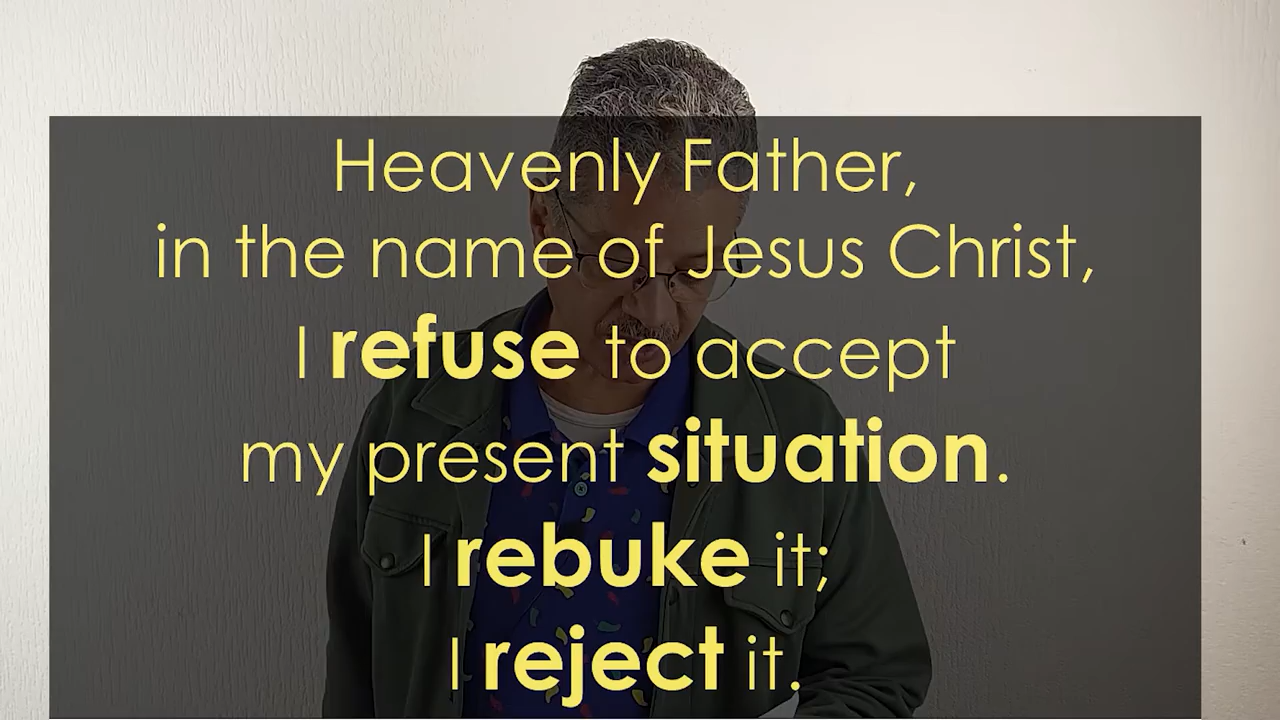 Heavenly Father,
in the name of Jesus Christ,
I refuse to accept
my present situation.
I rebuke it;
I reject it.